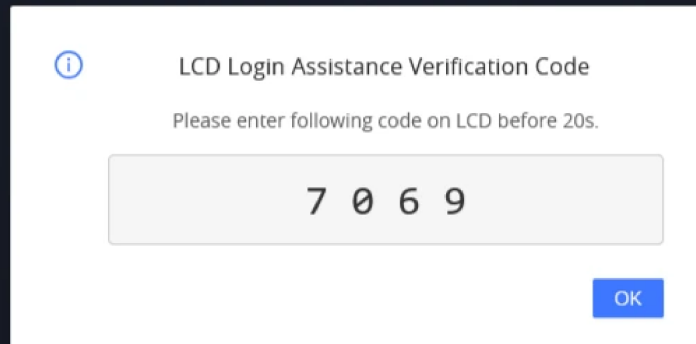 LCD Login Assistance Verification Code
Please enter following code on LCD before 20s.
7 0 6 9
OK